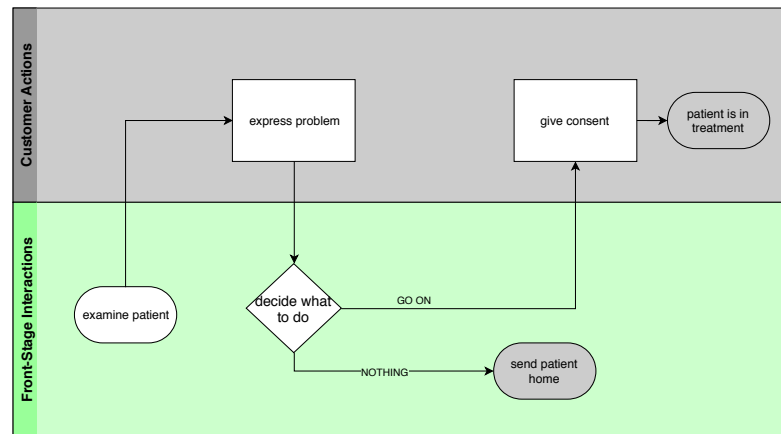 Customer Actions
express problem
give consent
patient is in
treatment
Front-Stage Interactions
examine patient
decide what
to do
GO ON
NOTHING
send patient
home